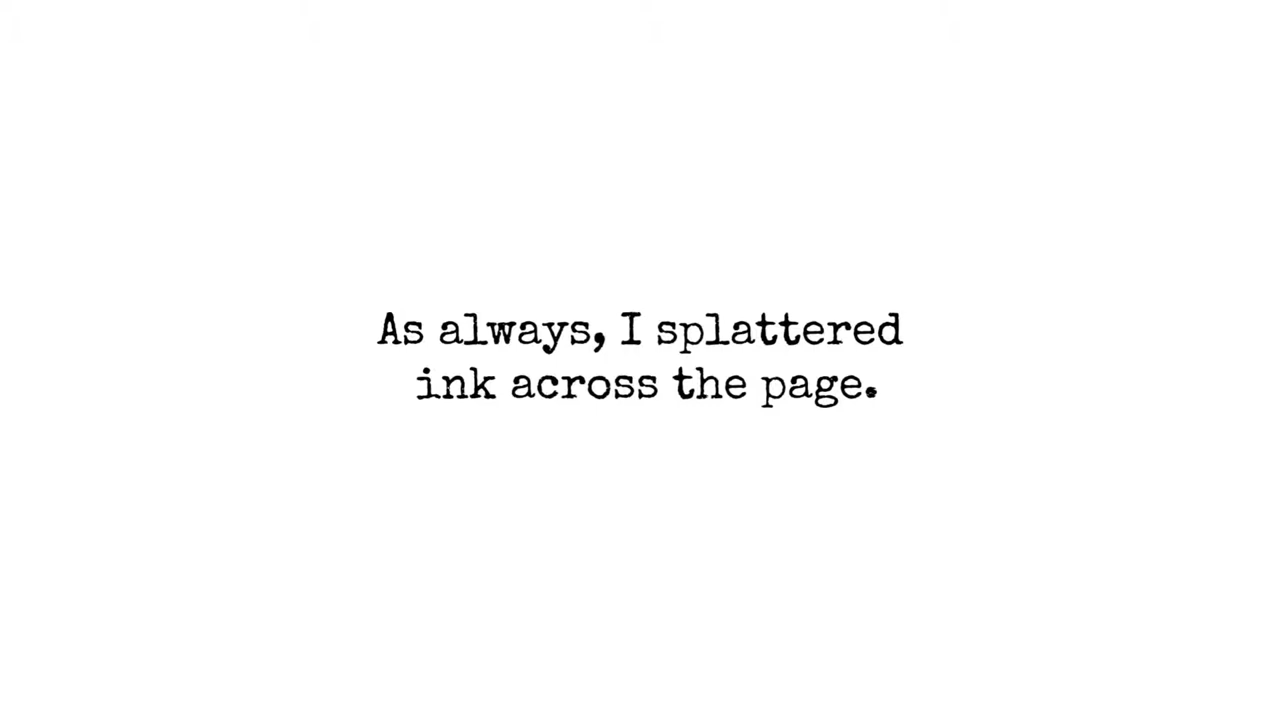 As always, I splattered
ink across the page.